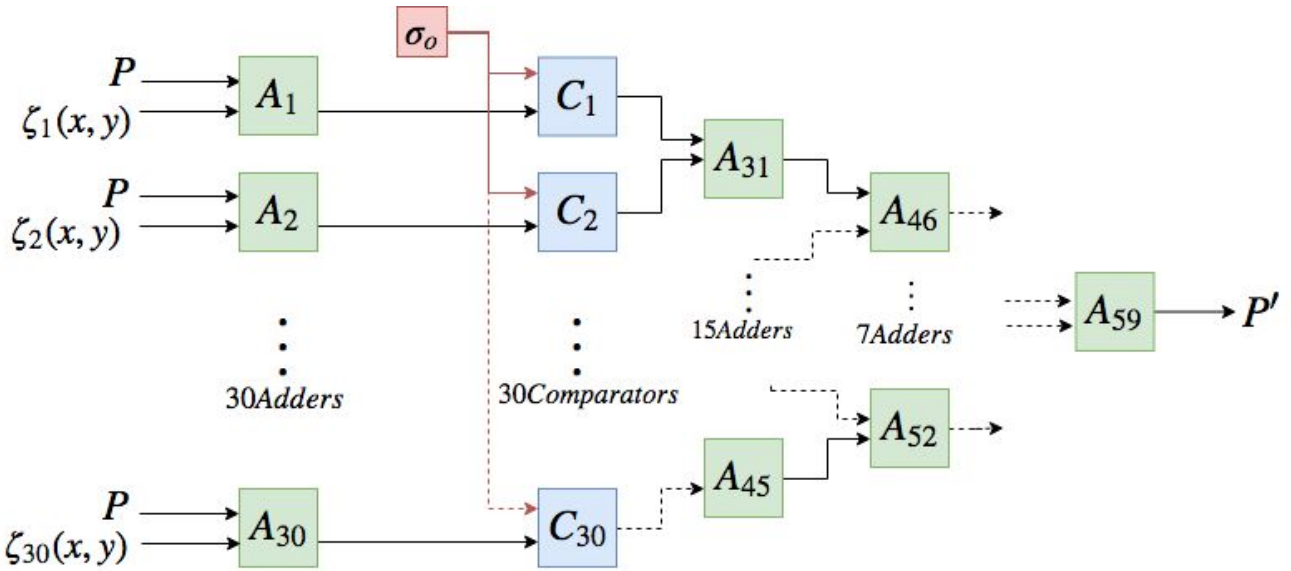 σₒ
P
ζ₁(x, y)
A₁
C₁
A₃₁
P
ζ₂(x, y)
A₂
C₂
A₄₆
15Adders
7Adders
A₅₉
P′
30Adders
30Comparators
A₅₂
A₄₅
P
ζ₃₀(x, y)
A₃₀
C₃₀